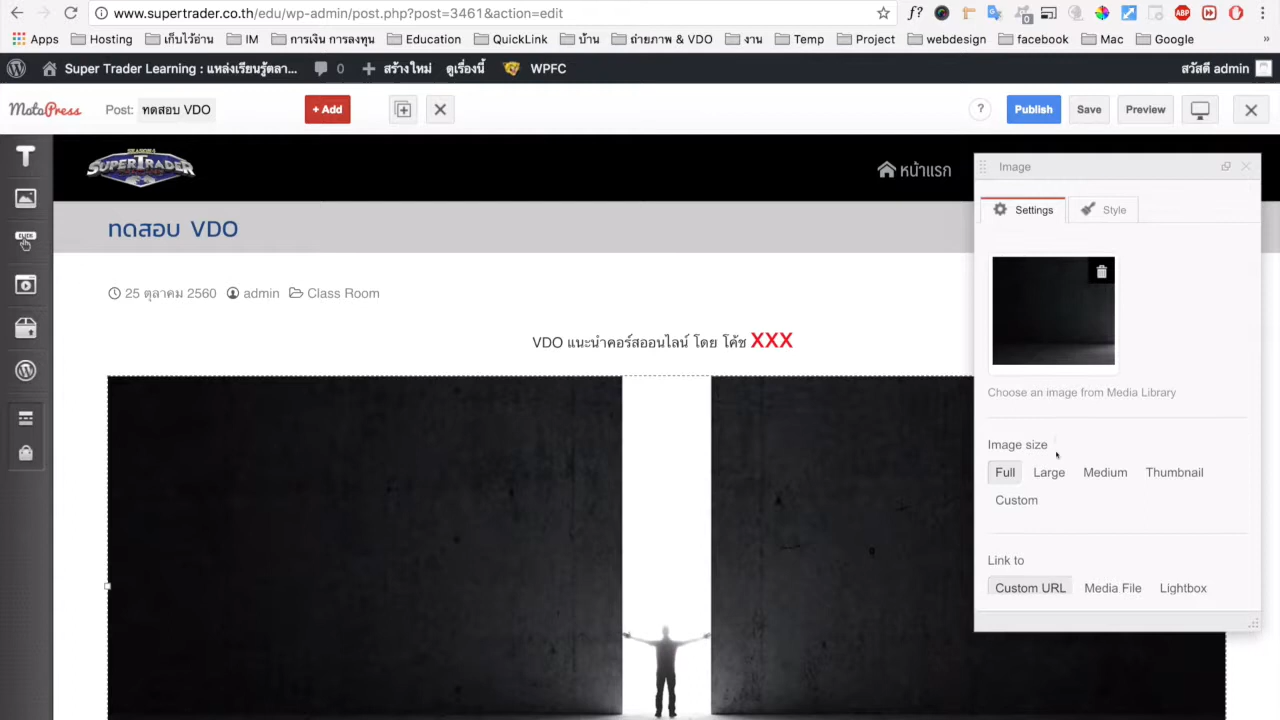 www.supertrader.co.th/edu/wp-admin/post.php?post=3461&action=edit
f?
ABP
Apps Hosting เก็บไว้อ่าน IM การเงิน การลงทุน Education QuickLink บ้าน ถ่ายภาพ & VDO งาน Temp Project webdesign facebook Mac Google
Super Trader Learning : แหล่งเรียนรู้ตลา... 0 สร้างใหม่ ดูเรื่องนี้ WPFC สวัสดี admin
MotoPress Post: ทดสอบ VDO + Add ? Publish Save Preview
T
CLICK
SUPERTRADER
หน้าแรก
ทดสอบ VDO
25 ตุลาคม 2560 admin Class Room
VDO แนะนำคอร์สออนไลน์ โดย โค้ช XXX
Image
Settings Style
Choose an image from Media Library
Image size
Full Large Medium Thumbnail
Custom
Link to
Custom URL Media File Lightbox